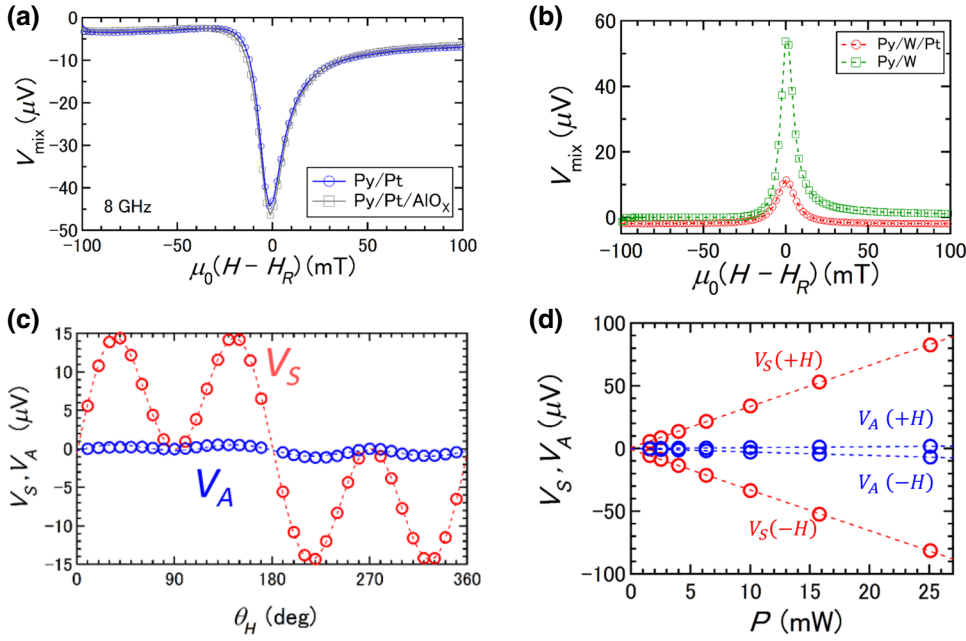 (a)
0
-10
-20
-30
-40
-50
V_mix (μV)
Py/Pt
Py/Pt/AlO_X
8 GHz
-100
-50
0
50
100
μ₀(H − H_R) (mT)
(b)
60
40
20
0
V_mix (μV)
Py/W/Pt
Py/W
-100
-50
0
50
100
μ₀(H − H_R) (mT)
(c)
15
10
5
0
-5
-10
-15
V_S, V_A (μV)
V_S
V_A
0
90
180
270
360
θ_H (deg)
(d)
100
50
0
-50
-100
V_S, V_A (μV)
V_S(+H)
V_A (+H)
V_A (−H)
V_S(−H)
0
5
10
15
20
25
P (mW)